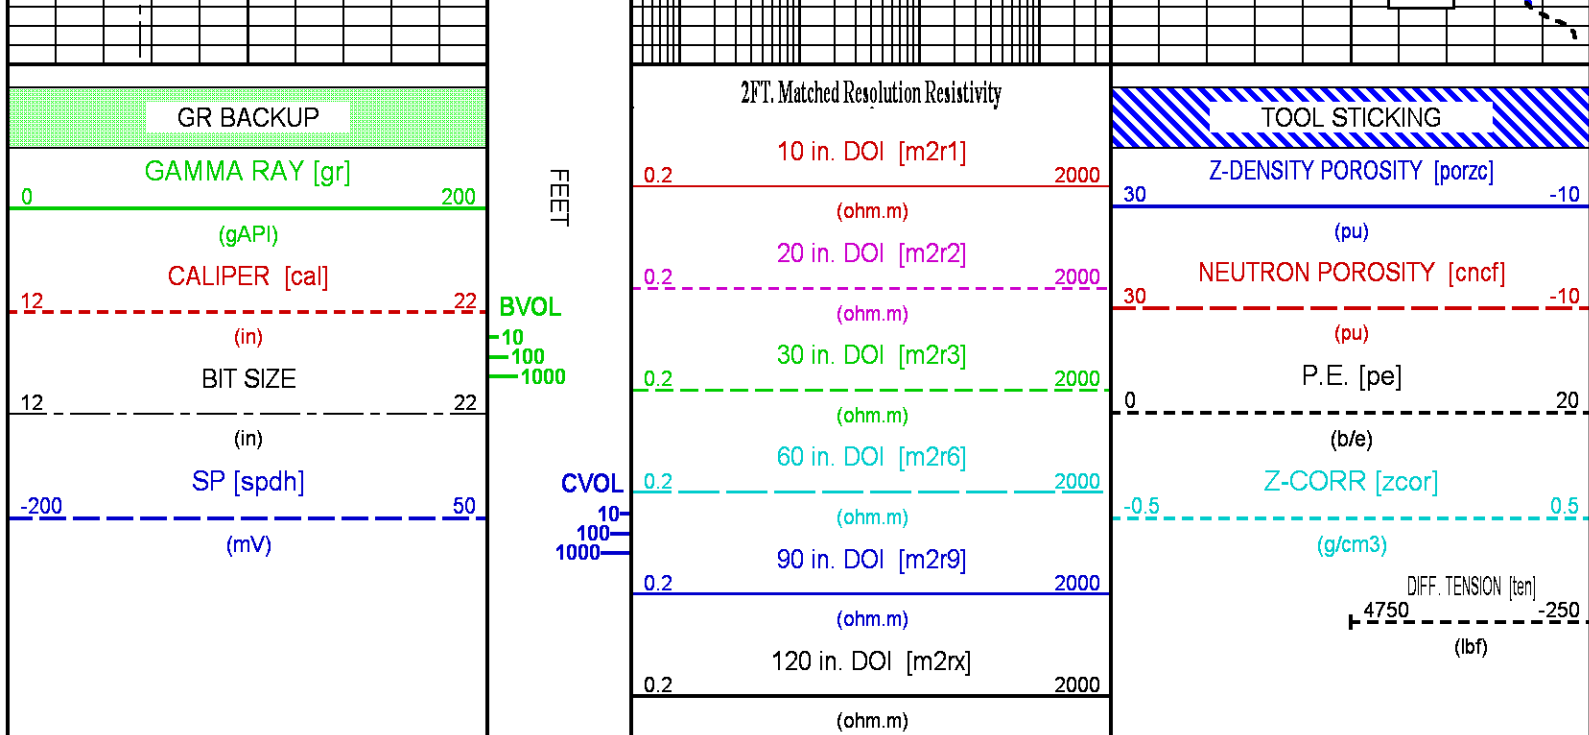 GR BACKUP
GAMMA RAY [gr]
0 200
(gAPI)
CALIPER [cal]
12 22
(in)
BIT SIZE
12 22
(in)
SP [spdh]
-200 50
(mV)
FEET
BVOL
10
100
1000
CVOL
10
100
1000
2FT. Matched Resolution Resistivity
10 in. DOI [m2r1]
0.2 2000
(ohm.m)
20 in. DOI [m2r2]
0.2 2000
(ohm.m)
30 in. DOI [m2r3]
0.2 2000
(ohm.m)
60 in. DOI [m2r6]
0.2 2000
(ohm.m)
90 in. DOI [m2r9]
0.2 2000
(ohm.m)
120 in. DOI [m2rx]
0.2 2000
(ohm.m)
TOOL STICKING
Z-DENSITY POROSITY [porzc]
30 -10
(pu)
NEUTRON POROSITY [cncf]
30 -10
(pu)
P.E. [pe]
0 20
(b/e)
Z-CORR [zcor]
-0.5 0.5
(g/cm3)
DIFF. TENSION [ten]
4750 -250
(lbf)